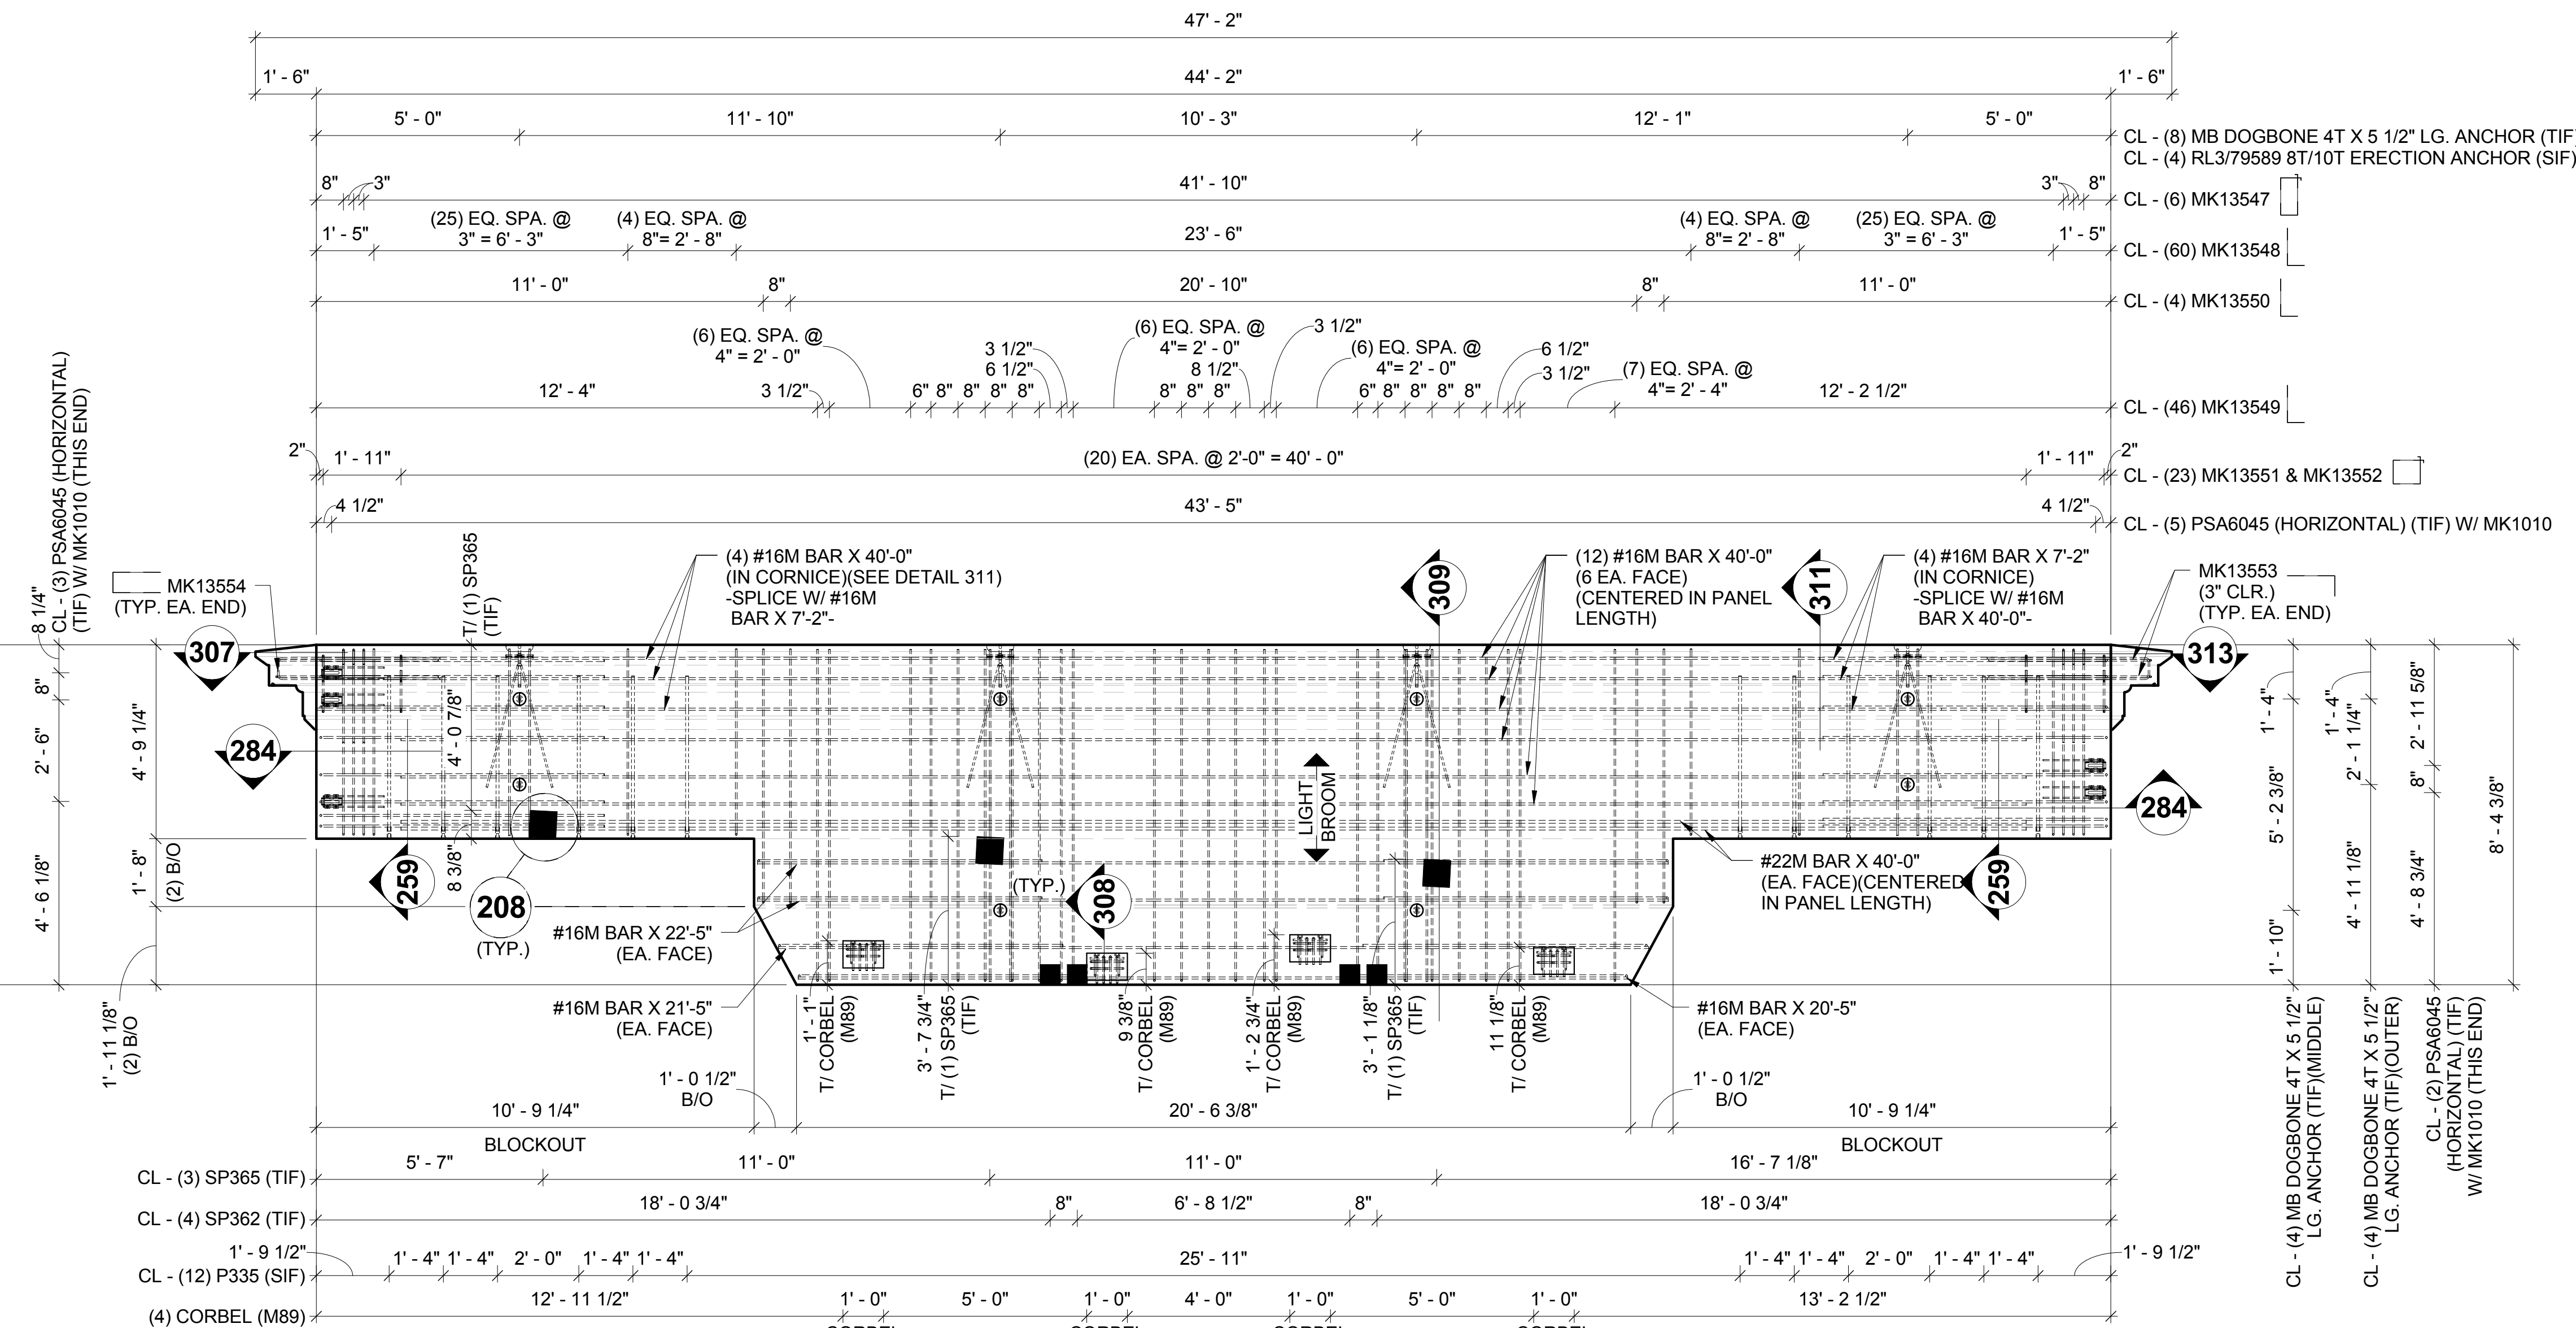 47' - 2"
1' - 6"
44' - 2"
1' - 6"
5' - 0"
11' - 10"
10' - 3"
12' - 1"
5' - 0"
CL - (8) MB DOGBONE 4T X 5 1/2" LG. ANCHOR (TIF)
CL - (4) RL3/79589 8T/10T ERECTION ANCHOR (SIF)
8"
3"
41' - 10"
3"
8"
CL - (6) MK13547
1' - 5"
(25) EQ. SPA. @
3" = 6' - 3"
(4) EQ. SPA. @
8"= 2' - 8"
23' - 6"
(4) EQ. SPA. @
8"= 2' - 8"
(25) EQ. SPA. @
3" = 6' - 3"
1' - 5"
CL - (60) MK13548
11' - 0"
8"
20' - 10"
8"
11' - 0"
CL - (4) MK13550
12' - 4"
3 1/2"
(6) EQ. SPA. @
4" = 2' - 0"
6" 8" 8" 8" 8"
3 1/2"
6 1/2"
(6) EQ. SPA. @
4"= 2' - 0"
8" 8" 8"
8 1/2"
3 1/2"
(6) EQ. SPA. @
4"= 2' - 0"
6" 8" 8" 8" 8"
6 1/2"
3 1/2"
(7) EQ. SPA. @
4"= 2' - 4"
12' - 2 1/2"
CL - (46) MK13549
2"
1' - 11"
(20) EA. SPA. @ 2'-0" = 40' - 0"
1' - 11"
2"
CL - (23) MK13551 & MK13552
4 1/2"
43' - 5"
4 1/2"
CL - (5) PSA6045 (HORIZONTAL) (TIF) W/ MK1010
CL - (3) PSA6045 (HORIZONTAL)
(TIF) W/ MK1010 (THIS END)
8 1/4"
8"
2' - 6"
4' - 6 1/8"
4' - 9 1/4"
1' - 8"
(2) B/O
1' - 11 1/8"
(2) B/O
MK13554
(TYP. EA. END)
307
284
T/ (1) SP365
(TIF)
4' - 0 7/8"
8 3/8"
(4) #16M BAR X 40'-0"
(IN CORNICE)(SEE DETAIL 311)
-SPLICE W/ #16M
BAR X 7'-2"-
309
(12) #16M BAR X 40'-0"
(6 EA. FACE)
(CENTERED IN PANEL
LENGTH)
311
(4) #16M BAR X 7'-2"
(IN CORNICE)
-SPLICE W/ #16M
BAR X 40'-0"-
MK13553
(3" CLR.)
(TYP. EA. END)
313
284
LIGHT
BROOM
259
208
(TYP.)
(TYP.)
308
#22M BAR X 40'-0"
(EA. FACE)(CENTERED
IN PANEL LENGTH)
259
#16M BAR X 22'-5"
(EA. FACE)
#16M BAR X 21'-5"
(EA. FACE)
#16M BAR X 20'-5"
(EA. FACE)
1' - 1"
T/ CORBEL
(M89)
3' - 7 3/4"
T/ (1) SP365
(TIF)
9 3/8"
T/ CORBEL
(M89)
1' - 2 3/4"
T/ CORBEL
(M89)
3' - 1 1/8"
T/ (1) SP365
(TIF)
11 1/8"
T/ CORBEL
(M89)
1' - 4"
5' - 2 3/8"
1' - 10"
CL - (4) MB DOGBONE 4T X 5 1/2"
LG. ANCHOR (TIF)(MIDDLE)
1' - 4"
2' - 1 1/4"
4' - 11 1/8"
CL - (4) MB DOGBONE 4T X 5 1/2"
LG. ANCHOR (TIF)(OUTER)
2' - 11 5/8"
8"
4' - 8 3/4"
CL - (2) PSA6045
(HORIZONTAL) (TIF)
W/ MK1010 (THIS END)
8' - 4 3/8"
10' - 9 1/4"
BLOCKOUT
1' - 0 1/2"
B/O
20' - 6 3/8"
1' - 0 1/2"
B/O
10' - 9 1/4"
BLOCKOUT
CL - (3) SP365 (TIF)
5' - 7"
11' - 0"
11' - 0"
16' - 7 1/8"
CL - (4) SP362 (TIF)
18' - 0 3/4"
8"
6' - 8 1/2"
8"
18' - 0 3/4"
1' - 9 1/2"
CL - (12) P335 (SIF)
1' - 4" 1' - 4" 2' - 0" 1' - 4" 1' - 4"
25' - 11"
1' - 4" 1' - 4" 2' - 0" 1' - 4" 1' - 4"
1' - 9 1/2"
(4) CORBEL (M89)
12' - 11 1/2"
1' - 0"
5' - 0"
1' - 0"
4' - 0"
1' - 0"
5' - 0"
1' - 0"
13' - 2 1/2"